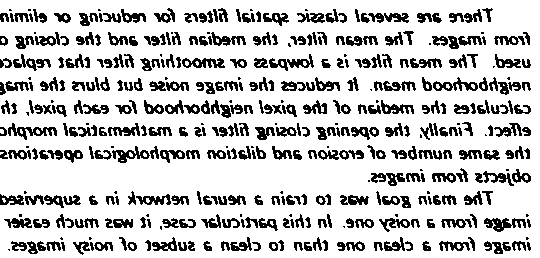 There are several classic spatial filters for reducing or elimin
from images. The mean filter, the median filter and the closing o
used. The mean filter is a lowpass or smoothing filter that replace
neighborhood mean. It reduces the image noise but blurs the imag
calculates the median of the pixel neighborhood for each pixel, th
effect. Finally, the opening closing filter is a mathematical morpho
the same number of erosion and dilation morphological operations
objects from images.
The main goal was to train a neural network in a supervised
image from a noisy one. In this particular case, it was much easier
image from a clean one than to clean a subset of noisy images.